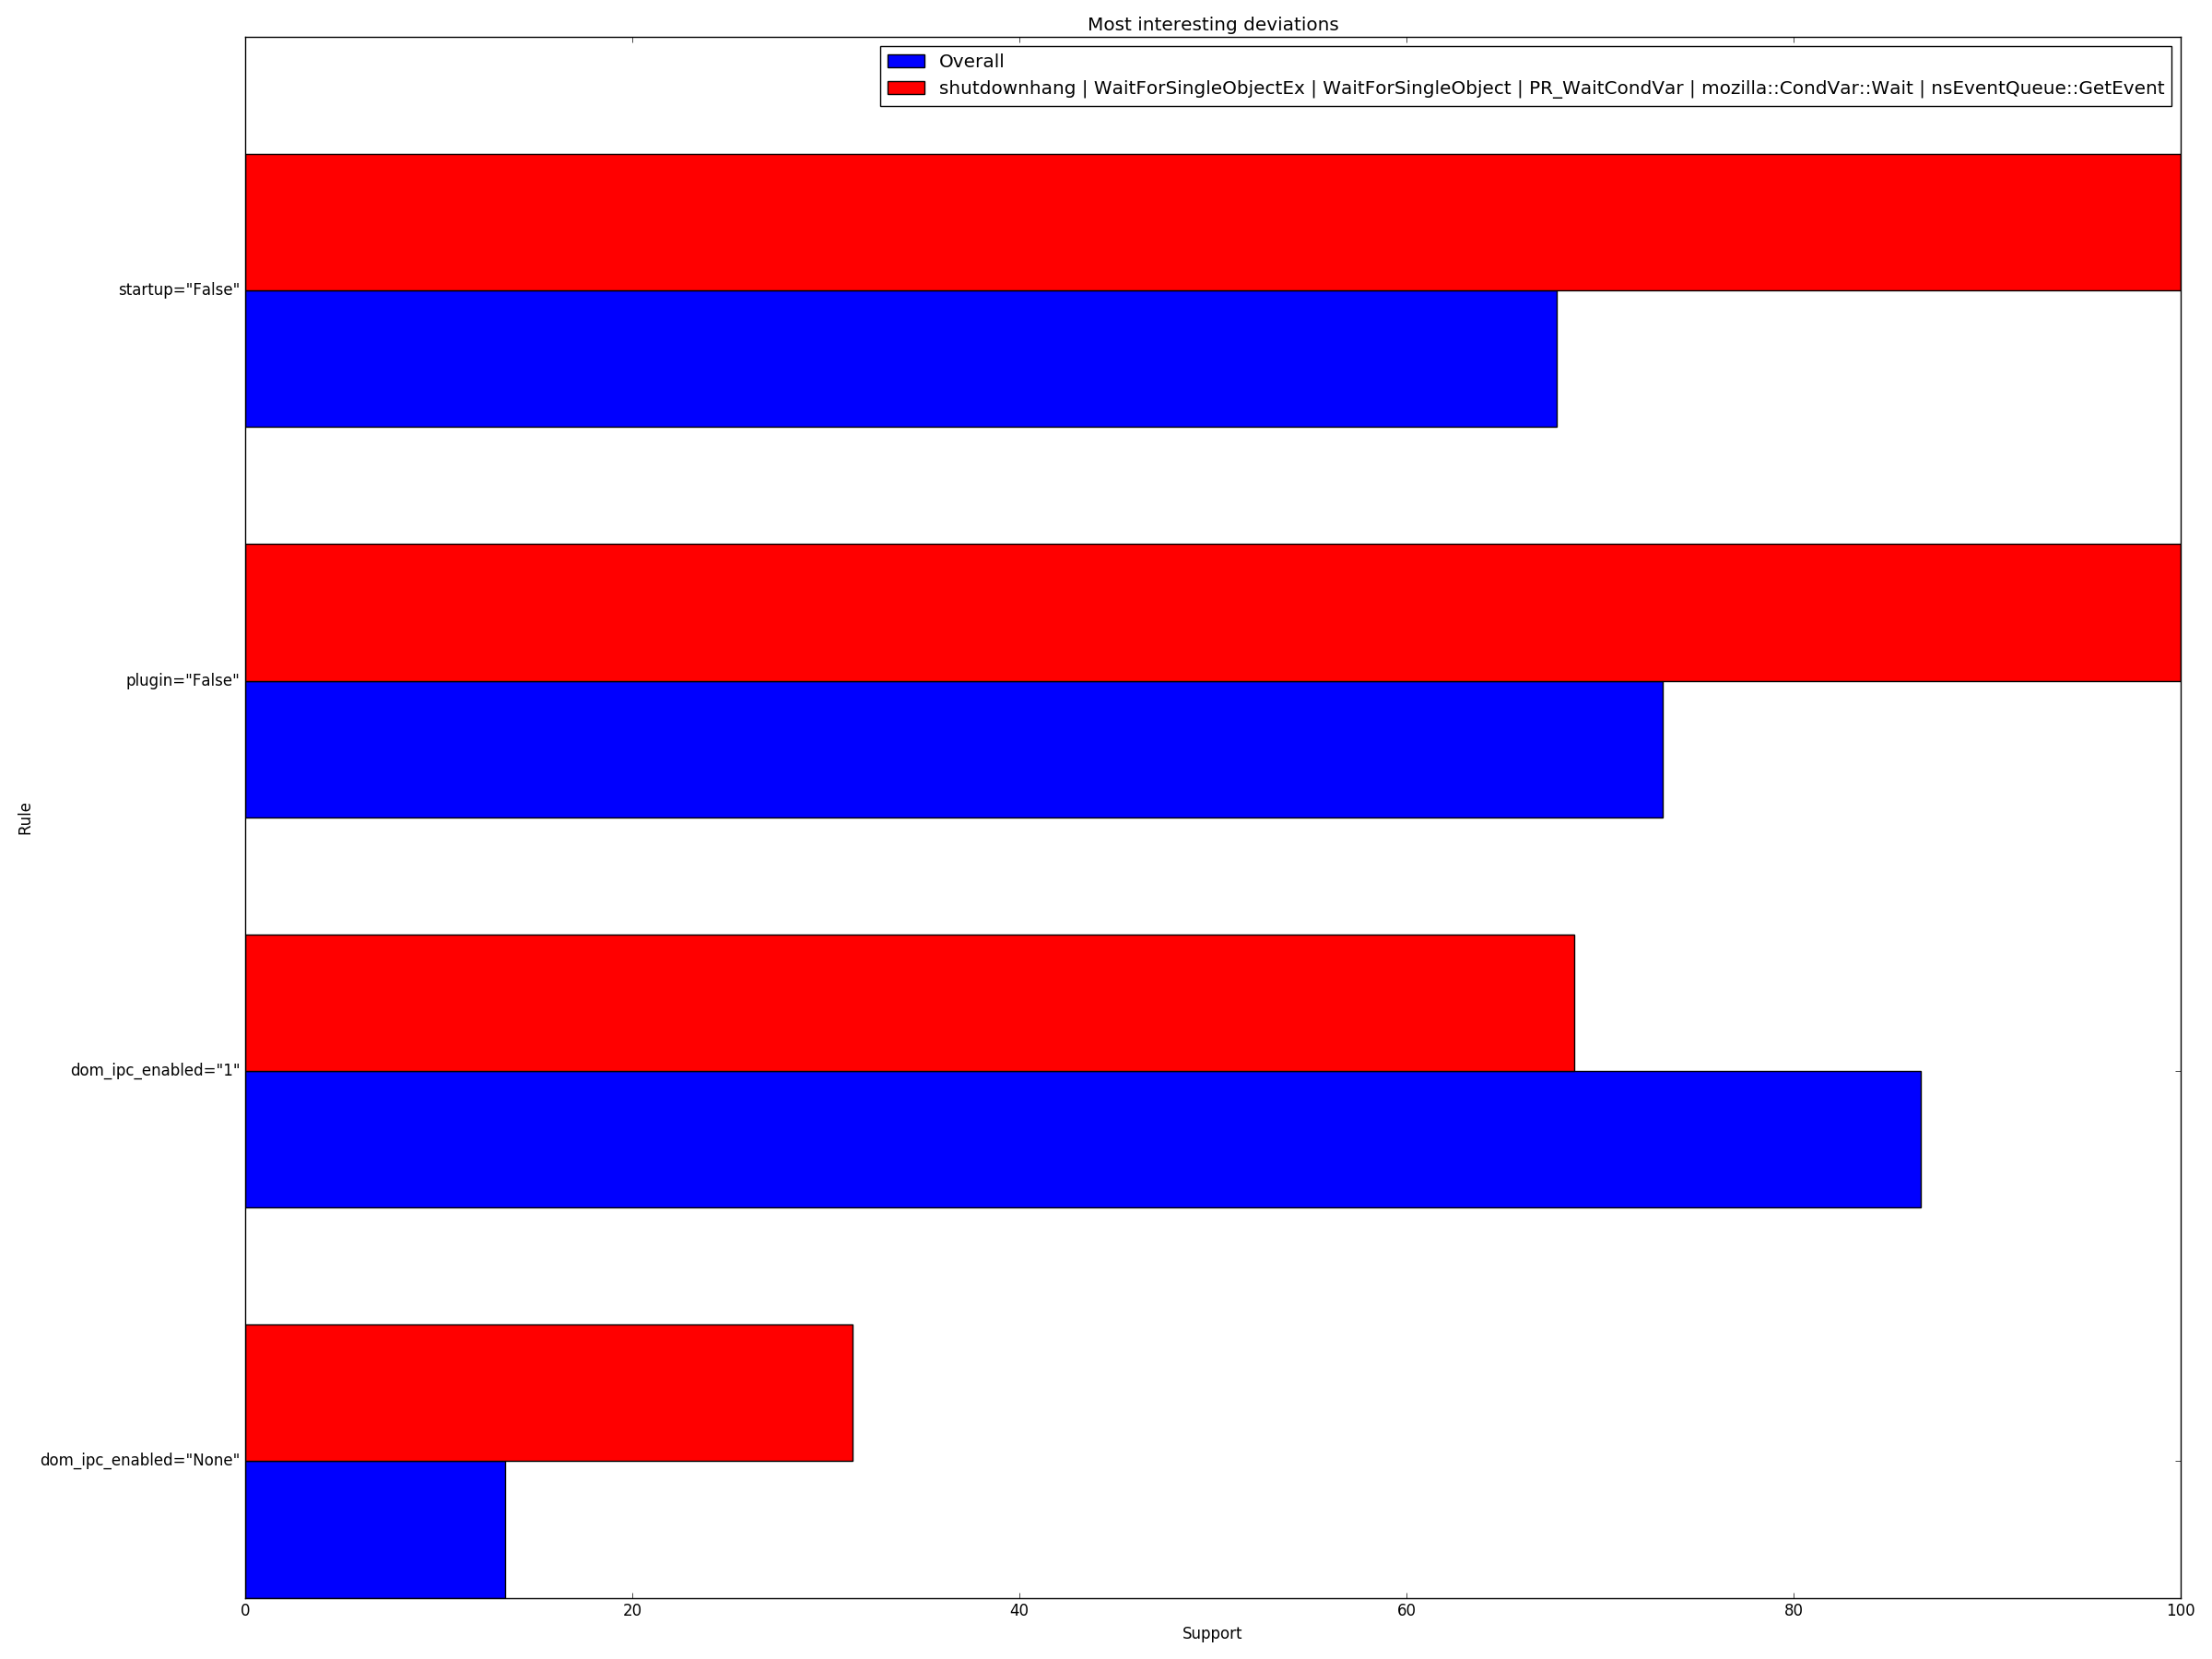 Most interesting deviations
Overall
shutdownhang | WaitForSingleObjectEx | WaitForSingleObject | PR_WaitCondVar | mozilla::CondVar::Wait | nsEventQueue::GetEvent
startup="False"
plugin="False"
Rule
dom_ipc_enabled="1"
dom_ipc_enabled="None"
0 20 40 60 80 100
Support